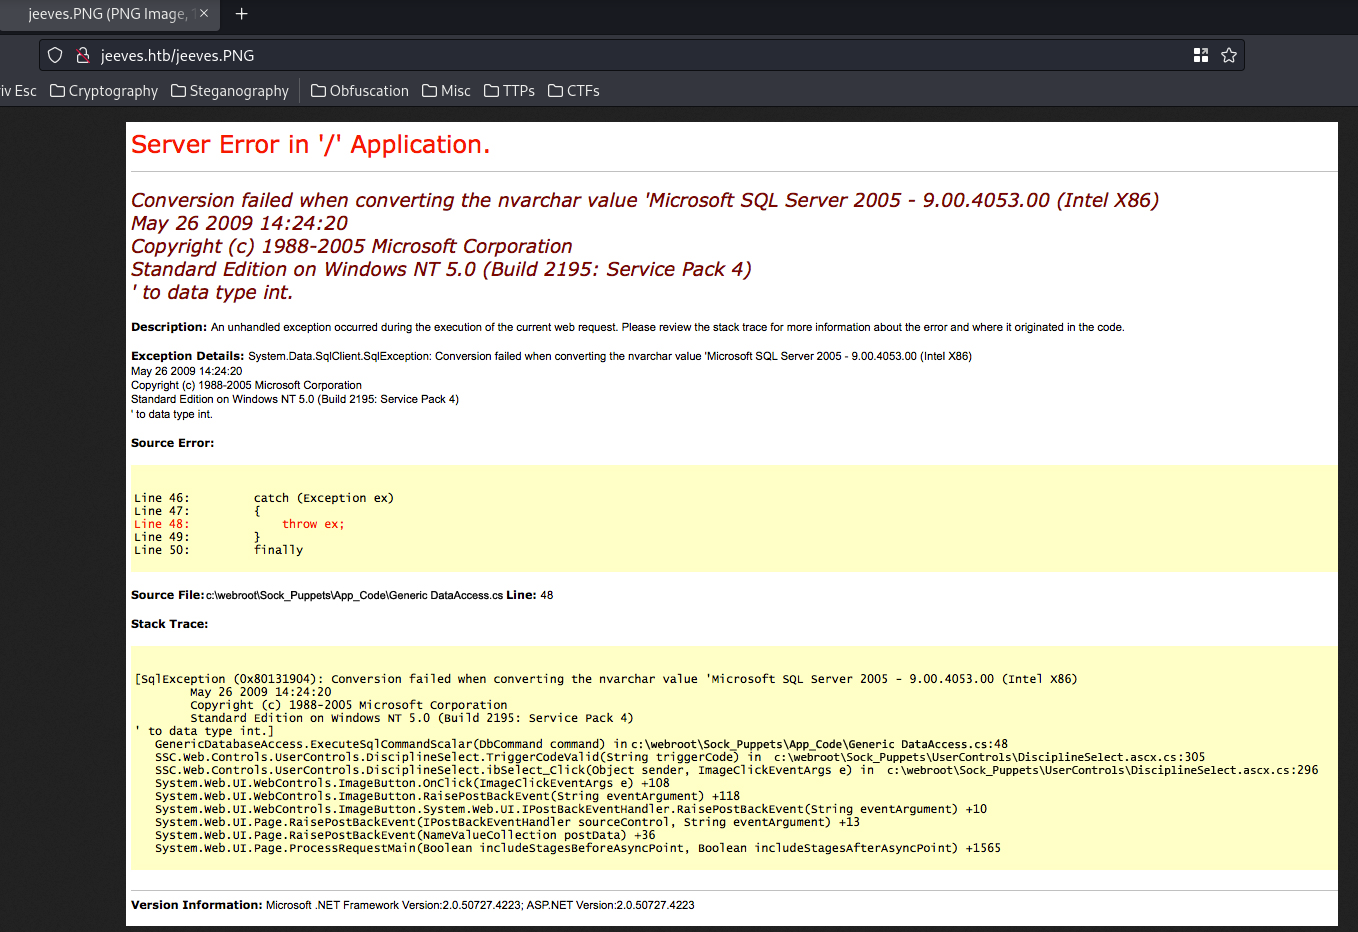 jeeves.PNG (PNG Image,
jeeves.htb/jeeves.PNG
iv Esc Cryptography Steganography Obfuscation Misc TTPs CTFs
Server Error in '/' Application.
Conversion failed when converting the nvarchar value 'Microsoft SQL Server 2005 - 9.00.4053.00 (Intel X86)
May 26 2009 14:24:20
Copyright (c) 1988-2005 Microsoft Corporation
Standard Edition on Windows NT 5.0 (Build 2195: Service Pack 4)
' to data type int.
Description: An unhandled exception occurred during the execution of the current web request. Please review the stack trace for more information about the error and where it originated in the code.
Exception Details: System.Data.SqlClient.SqlException: Conversion failed when converting the nvarchar value 'Microsoft SQL Server 2005 - 9.00.4053.00 (Intel X86)
May 26 2009 14:24:20
Copyright (c) 1988-2005 Microsoft Corporation
Standard Edition on Windows NT 5.0 (Build 2195: Service Pack 4)
' to data type int.
Source Error:
Line 46: catch (Exception ex)
Line 47: {
Line 48: throw ex;
Line 49: }
Line 50: finally
Source File: c:\webroot\Sock_Puppets\App_Code\Generic DataAccess.cs Line: 48
Stack Trace:
[SqlException (0x80131904): Conversion failed when converting the nvarchar value 'Microsoft SQL Server 2005 - 9.00.4053.00 (Intel X86)
May 26 2009 14:24:20
Copyright (c) 1988-2005 Microsoft Corporation
Standard Edition on Windows NT 5.0 (Build 2195: Service Pack 4)
' to data type int.]
GenericDatabaseAccess.ExecuteSqlCommandScalar(DbCommand command) in c:\webroot\Sock_Puppets\App_Code\Generic DataAccess.cs:48
SSC.Web.Controls.UserControls.DisciplineSelect.TriggerCodeValid(String triggerCode) in c:\webroot\Sock_Puppets\UserControls\DisciplineSelect.ascx.cs:305
SSC.Web.Controls.UserControls.DisciplineSelect.ibSelect_Click(Object sender, ImageClickEventArgs e) in c:\webroot\Sock_Puppets\UserControls\DisciplineSelect.ascx.cs:296
System.Web.UI.WebControls.ImageButton.OnClick(ImageClickEventArgs e) +108
System.Web.UI.WebControls.ImageButton.RaisePostBackEvent(String eventArgument) +118
System.Web.UI.WebControls.ImageButton.System.Web.UI.IPostBackEventHandler.RaisePostBackEvent(String eventArgument) +10
System.Web.UI.Page.RaisePostBackEvent(IPostBackEventHandler sourceControl, String eventArgument) +13
System.Web.UI.Page.RaisePostBackEvent(NameValueCollection postData) +36
System.Web.UI.Page.ProcessRequestMain(Boolean includeStagesBeforeAsyncPoint, Boolean includeStagesAfterAsyncPoint) +1565
Version Information: Microsoft .NET Framework Version:2.0.50727.4223; ASP.NET Version:2.0.50727.4223